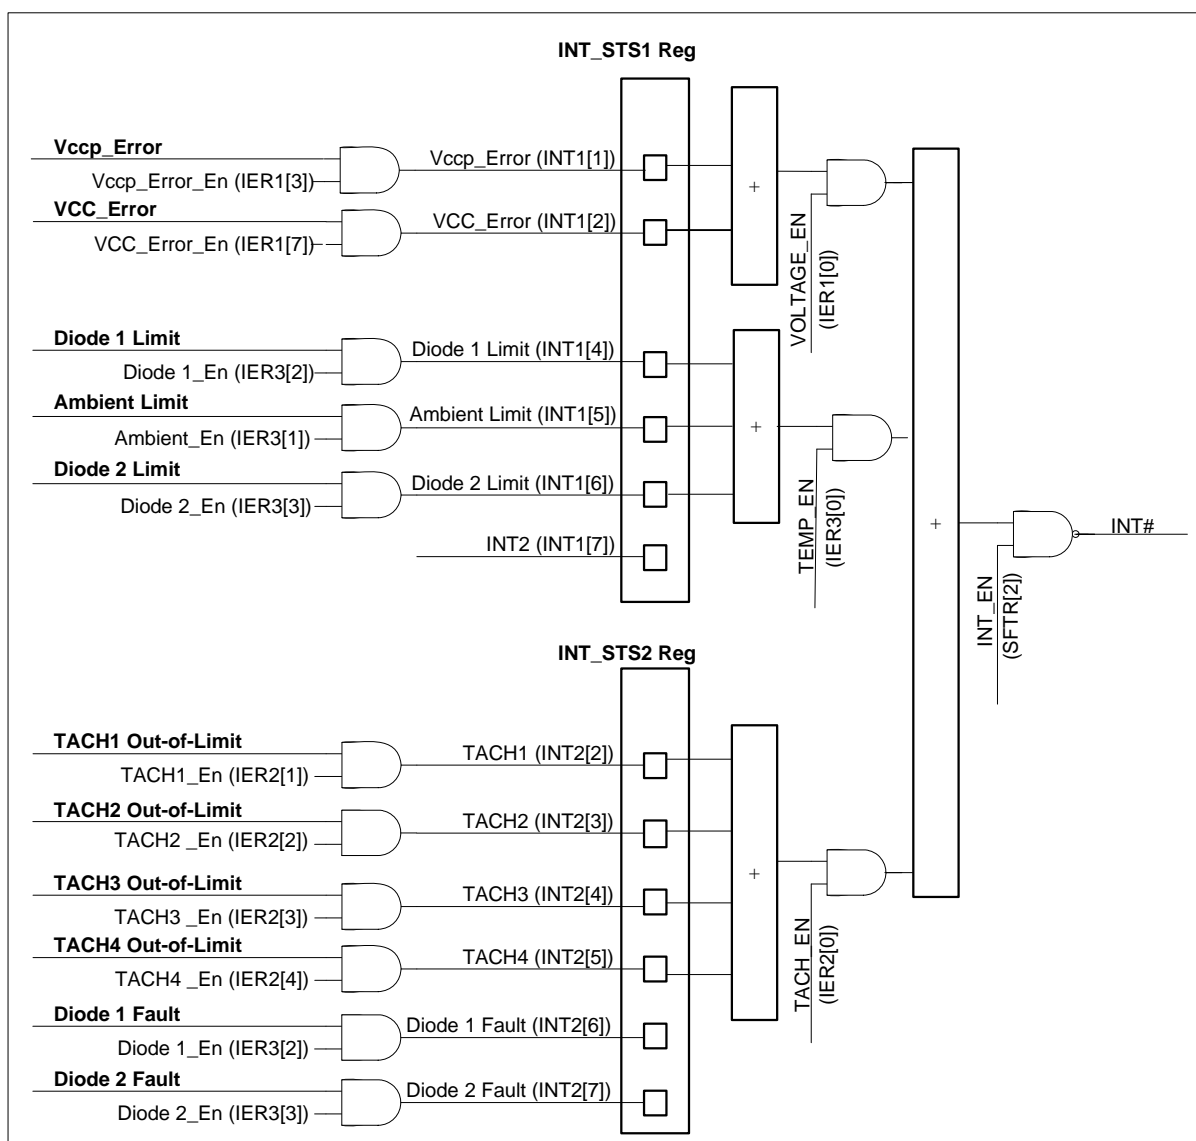 INT_STS1 Reg
Vccp_Error
Vccp_Error_En (IER1[3])
Vccp_Error (INT1[1])
VCC_Error
VCC_Error_En (IER1[7])
VCC_Error (INT1[2])
+
VOLTAGE_EN
(IER1[0])
Diode 1 Limit
Diode 1_En (IER3[2])
Diode 1 Limit (INT1[4])
Ambient Limit
Ambient_En (IER3[1])
Ambient Limit (INT1[5])
Diode 2 Limit
Diode 2_En (IER3[3])
Diode 2 Limit (INT1[6])
INT2 (INT1[7])
+
TEMP_EN
(IER3[0])
+
INT_EN
(SFTR[2])
INT#
INT_STS2 Reg
TACH1 Out-of-Limit
TACH1_En (IER2[1])
TACH1 (INT2[2])
TACH2 Out-of-Limit
TACH2 _En (IER2[2])
TACH2 (INT2[3])
TACH3 Out-of-Limit
TACH3 _En (IER2[3])
TACH3 (INT2[4])
TACH4 Out-of-Limit
TACH4 _En (IER2[4])
TACH4 (INT2[5])
+
TACH_EN
(IER2[0])
Diode 1 Fault
Diode 1_En (IER3[2])
Diode 1 Fault (INT2[6])
Diode 2 Fault
Diode 2_En (IER3[3])
Diode 2 Fault (INT2[7])